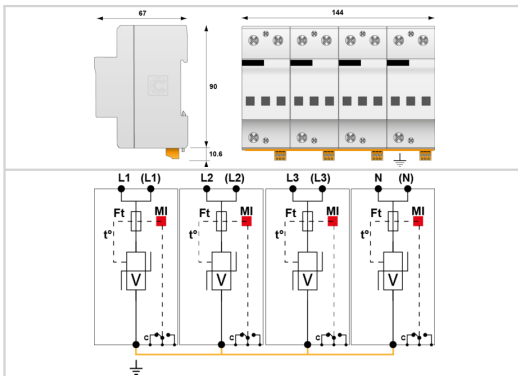 67
144
90
10.6
L1 (L1) L2 (L2) L3 (L3) N (N)
Ft MI Ft MI Ft MI Ft MI
t° t° t° t°
V V V V
C C C C